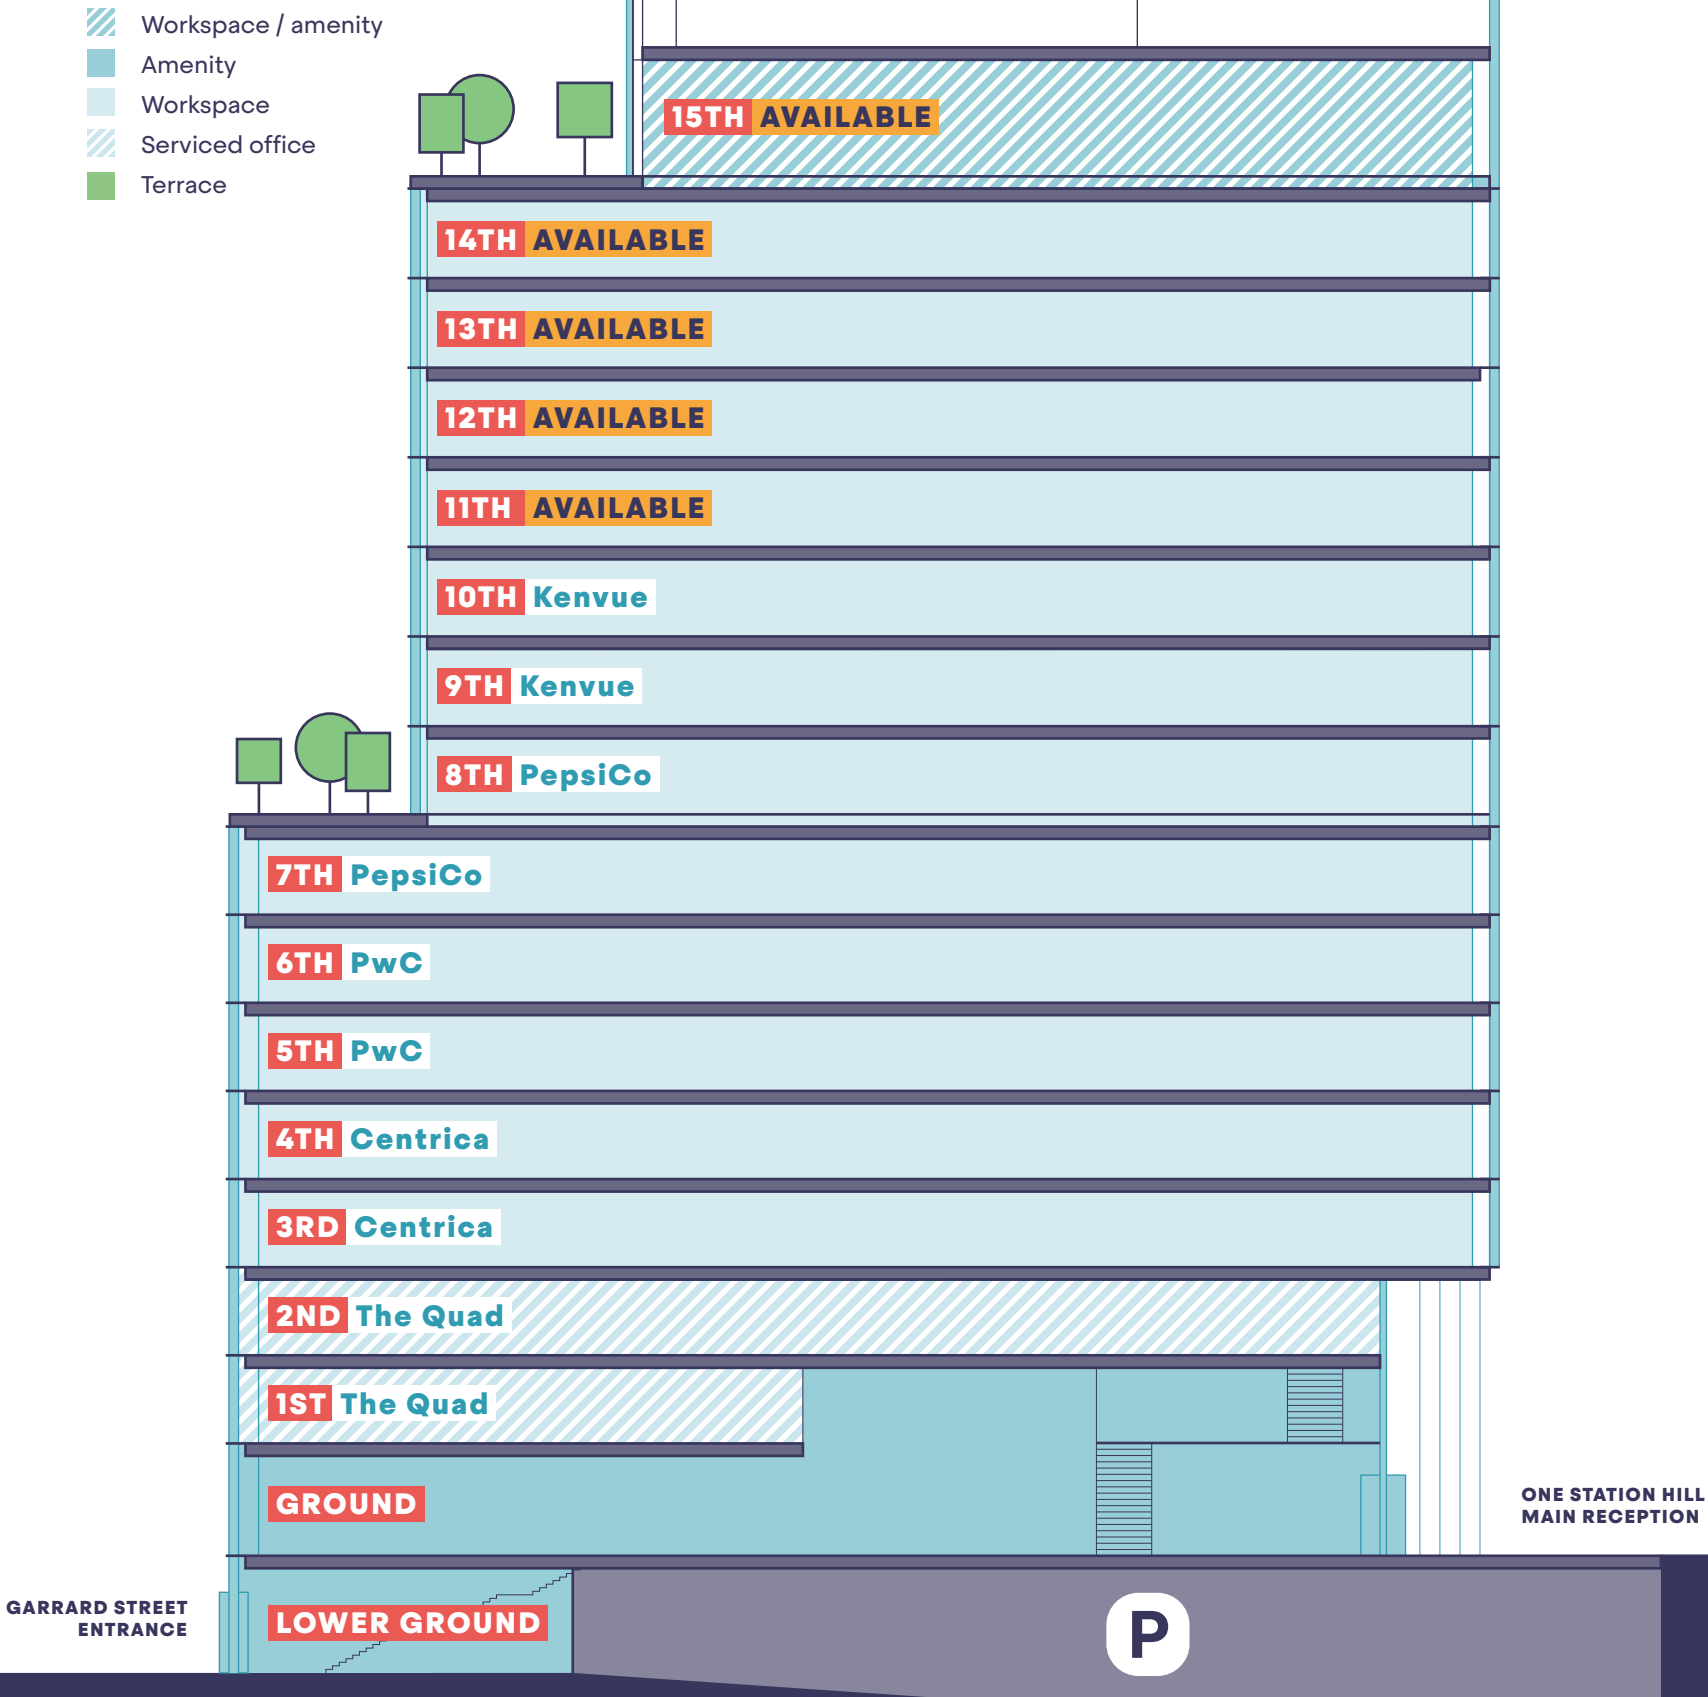 Workspace / amenity
Amenity
Workspace
Serviced office
Terrace
15TH AVAILABLE
14TH AVAILABLE
13TH AVAILABLE
12TH AVAILABLE
11TH AVAILABLE
10TH Kenvue
9TH Kenvue
8TH PepsiCo
7TH PepsiCo
6TH PwC
5TH PwC
4TH Centrica
3RD Centrica
2ND The Quad
1ST The Quad
GROUND
ONE STATION HILL
MAIN RECEPTION
GARRARD STREET
ENTRANCE
LOWER GROUND
P